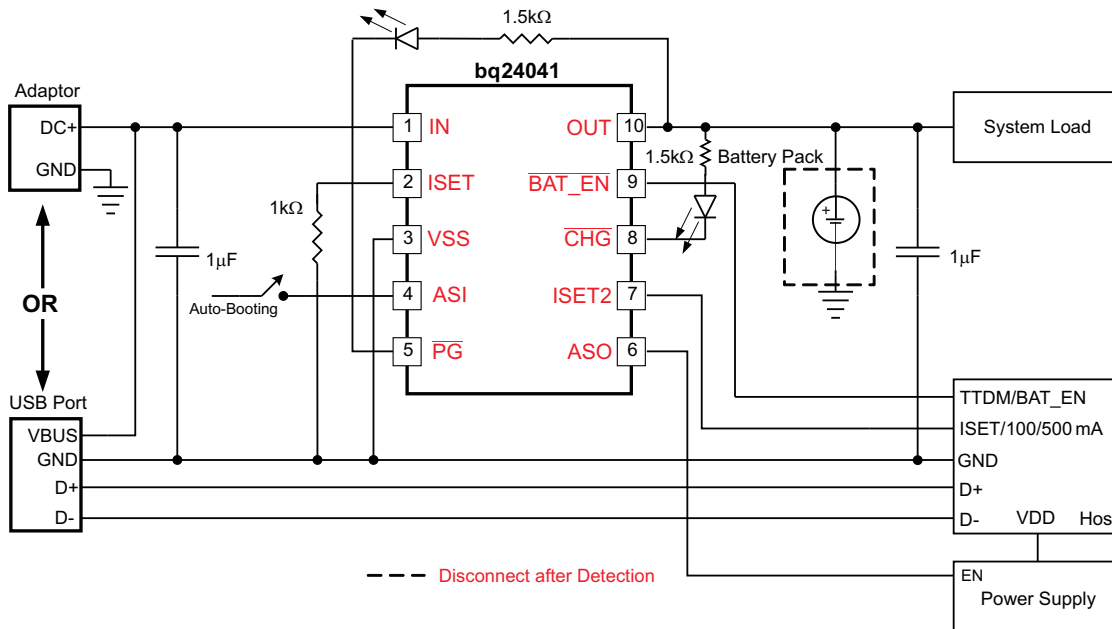 1.5kΩ
bq24041
Adaptor
DC+
GND
1 IN
OUT 10
System Load
1.5kΩ
Battery Pack
2 ISET
BAT_EN 9
1kΩ
+
3 VSS
CHG 8
1μF
1μF
OR
Auto-Booting
4 ASI
ISET2 7
5 PG
ASO 6
USB Port
VBUS
GND
D+
D-
TTDM/BAT_EN
ISET/100/500 mA
GND
D+
D-
VDD
Hos
Disconnect after Detection
EN
Power Supply